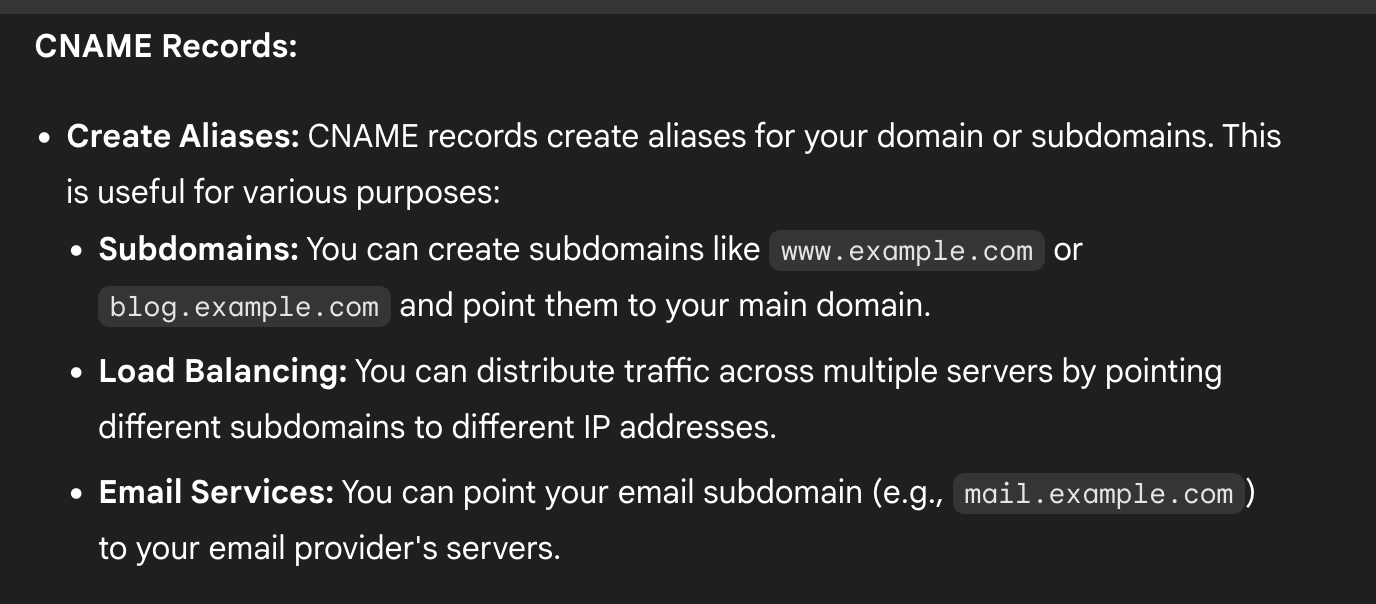 CNAME Records:
• Create Aliases: CNAME records create aliases for your domain or subdomains. This
is useful for various purposes:
• Subdomains: You can create subdomains like www.example.com or
blog.example.com and point them to your main domain.
• Load Balancing: You can distribute traffic across multiple servers by pointing
different subdomains to different IP addresses.
• Email Services: You can point your email subdomain (e.g., mail.example.com)
to your email provider's servers.